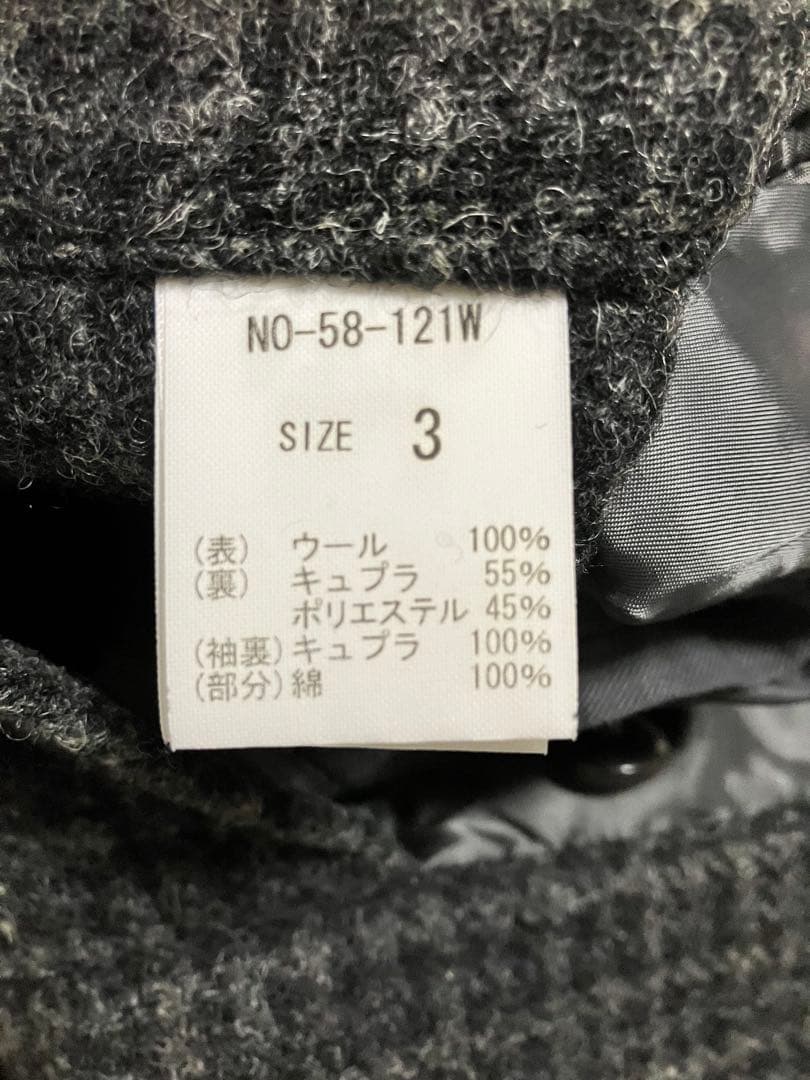 NO-58-121W
SIZE 3
(表) ウール 100%
(裏) キュプラ 55%
ポリエステル 45%
(袖裏)キュプラ 100%
(部分)綿 100%